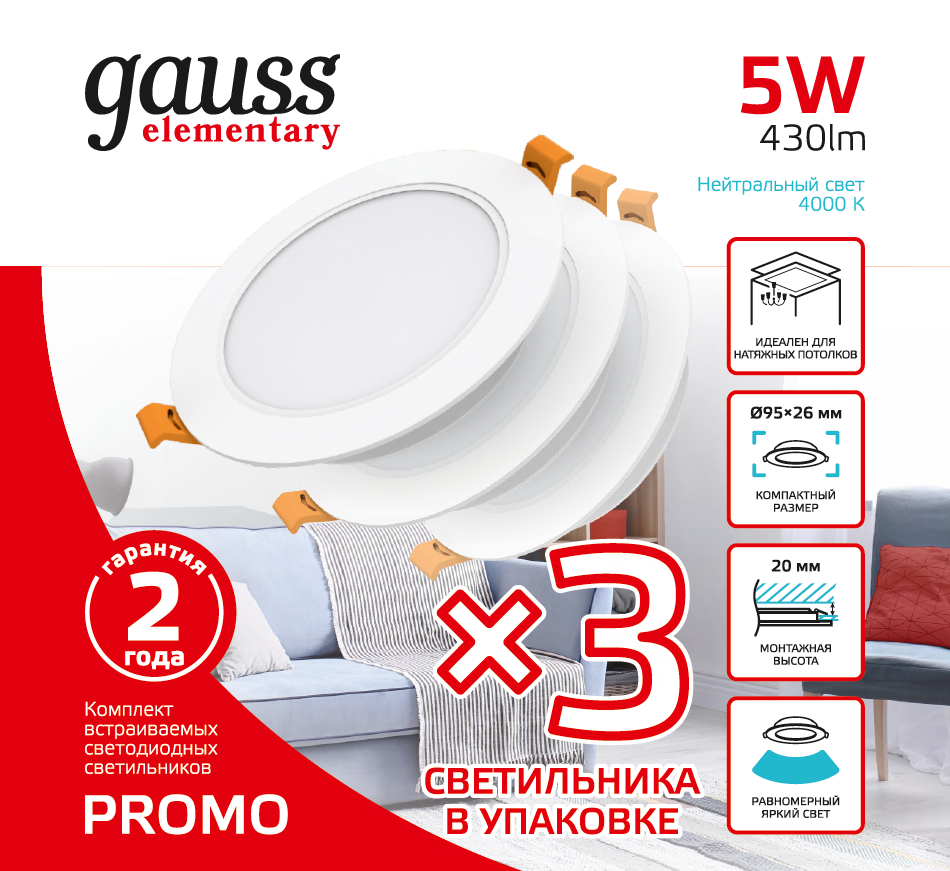 gauss
elementary
5W
430lm
Нейтральный свет
4000 К
ИДЕАЛЕН ДЛЯ
НАТЯЖНЫХ ПОТОЛКОВ
Ø95×26 мм
КОМПАКТНЫЙ
РАЗМЕР
20 мм
МОНТАЖНАЯ
ВЫСОТА
РАВНОМЕРНЫЙ
ЯРКИЙ СВЕТ
гарантия
2
года
Комплект
встраиваемых
светодиодных
светильников
PROMO
×3
СВЕТИЛЬНИКА
В УПАКОВКЕ